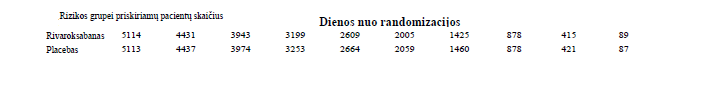 Rizikos grupei priskiriamų pacientų skaičius
Dienos nuo randomizacijos
Rivaroksabanas 5114 4431 3943 3199 2609 2005 1425 878 415 89
Placebas 5113 4437 3974 3253 2664 2059 1460 878 421 87